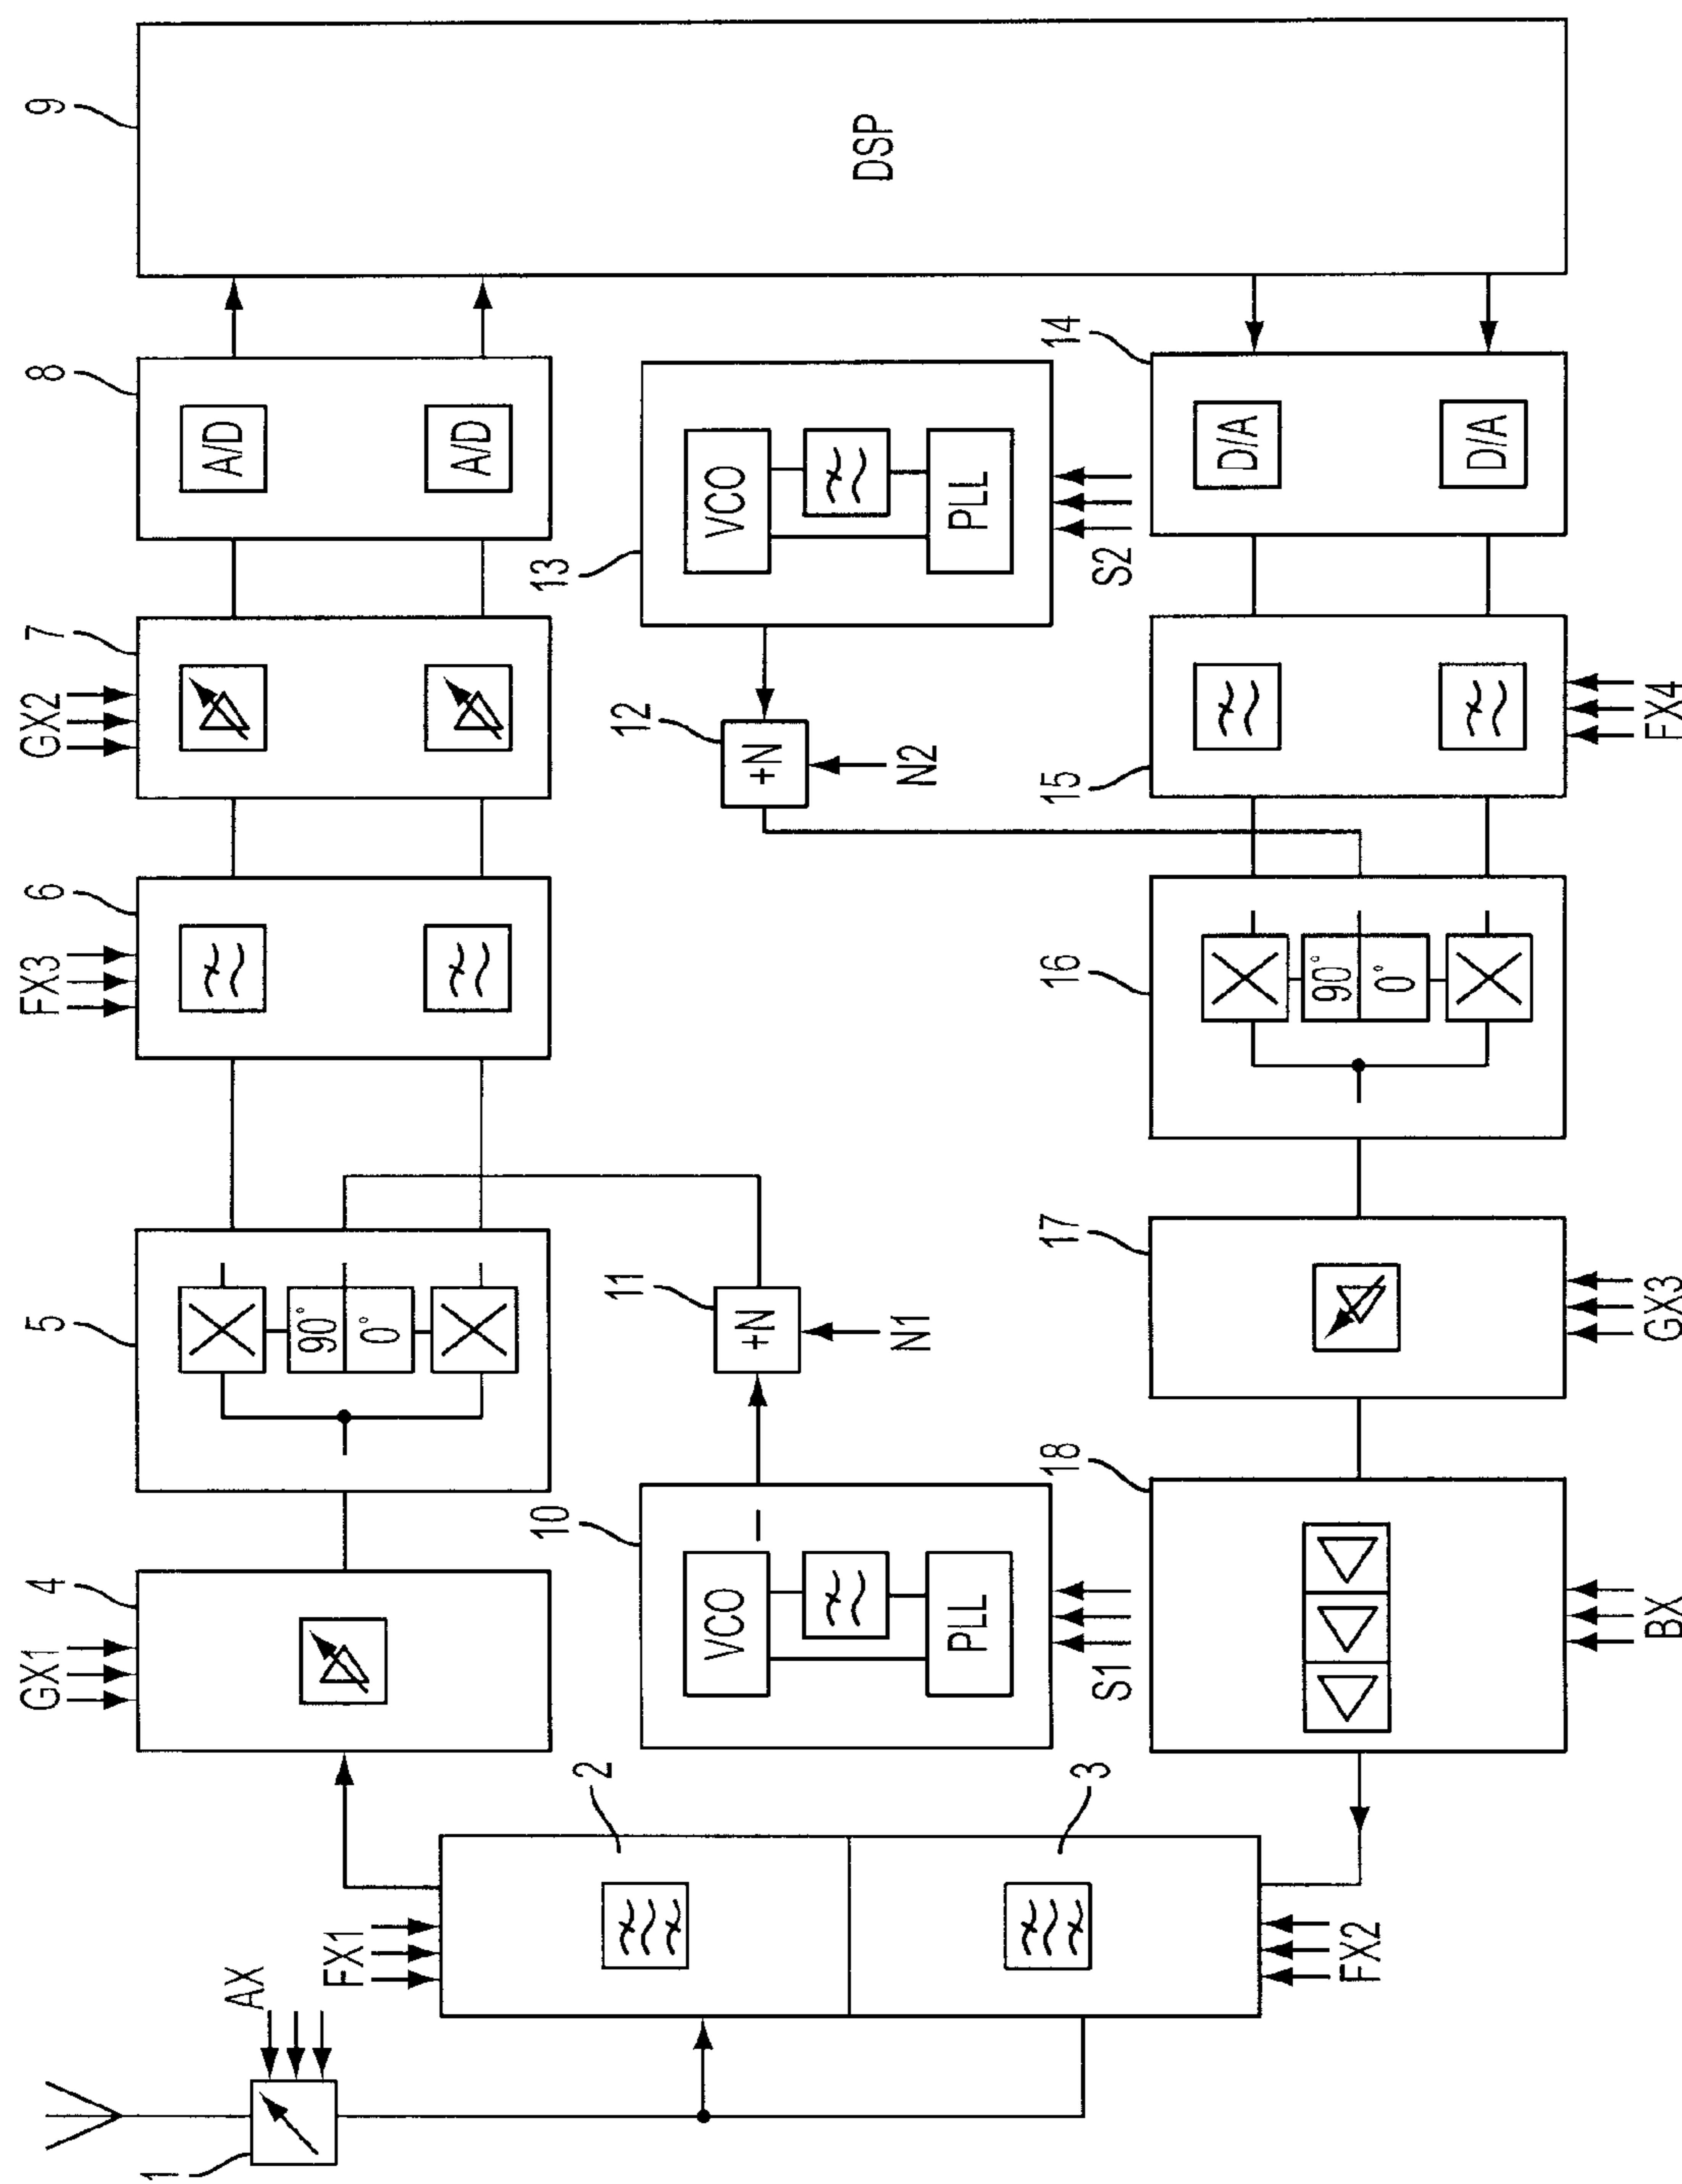 GX1
4
5
FX3
6
GX2
7
8
9
1
A/D
AX
90°
FX1
0°
A/D
10
13
2
11
12
VCO
VCO
+N
+N
DSP
N1
N2
PLL
PLL
3
18
17
16
15
14
S1
S2
D/A
90°
FX2
0°
D/A
BX
GX3
FX4